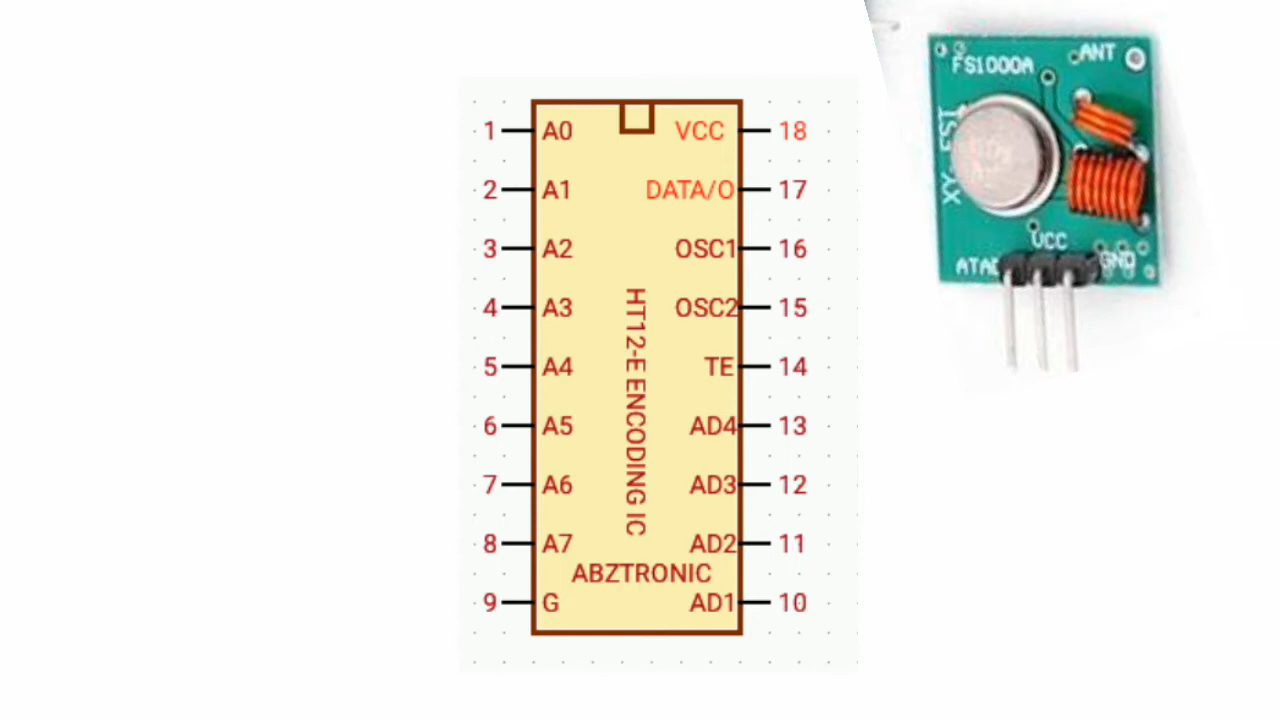 1 A0 VCC 18
2 A1 DATA/O 17
3 A2 OSC1 16
4 A3 OSC2 15
5 A4 TE 14
6 A5 AD4 13
7 A6 AD3 12
8 A7 AD2 11
9 G AD1 10
HT12-E ENCODING IC
ABZTRONIC
FS1000A
ANT
VCC
ATAD
GND